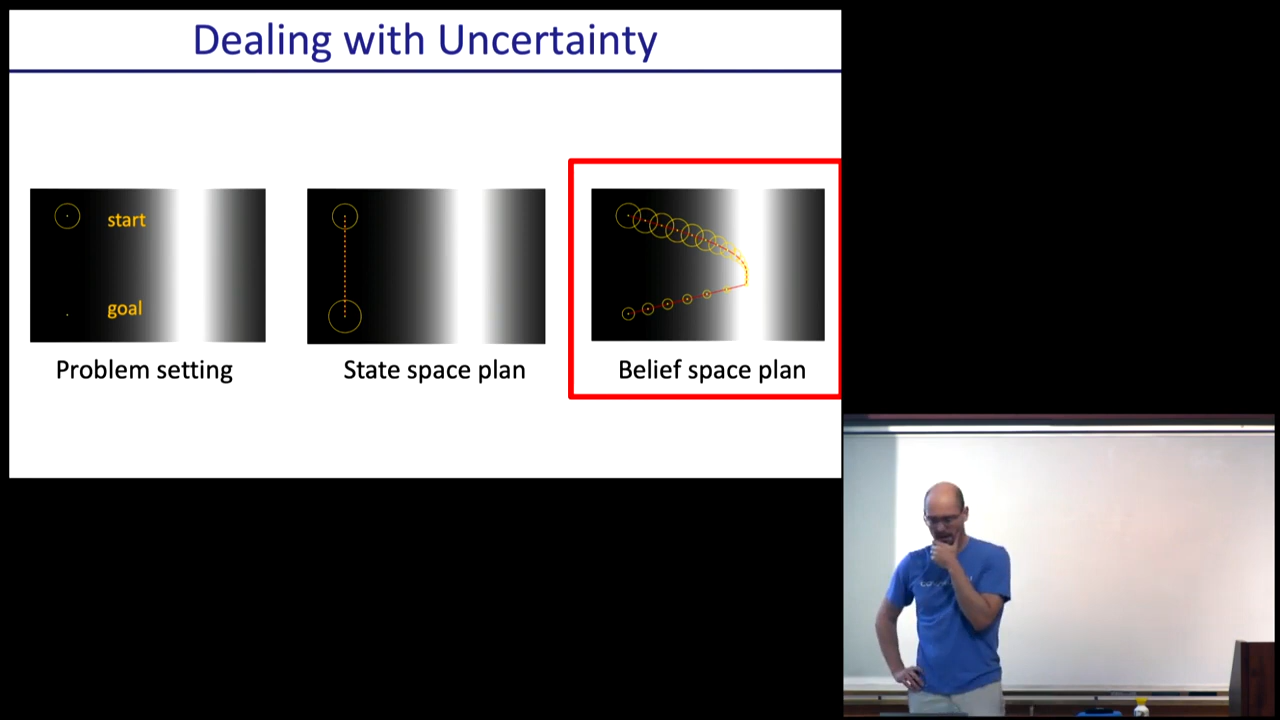 Dealing with Uncertainty
start
goal
Problem setting
State space plan
Belief space plan